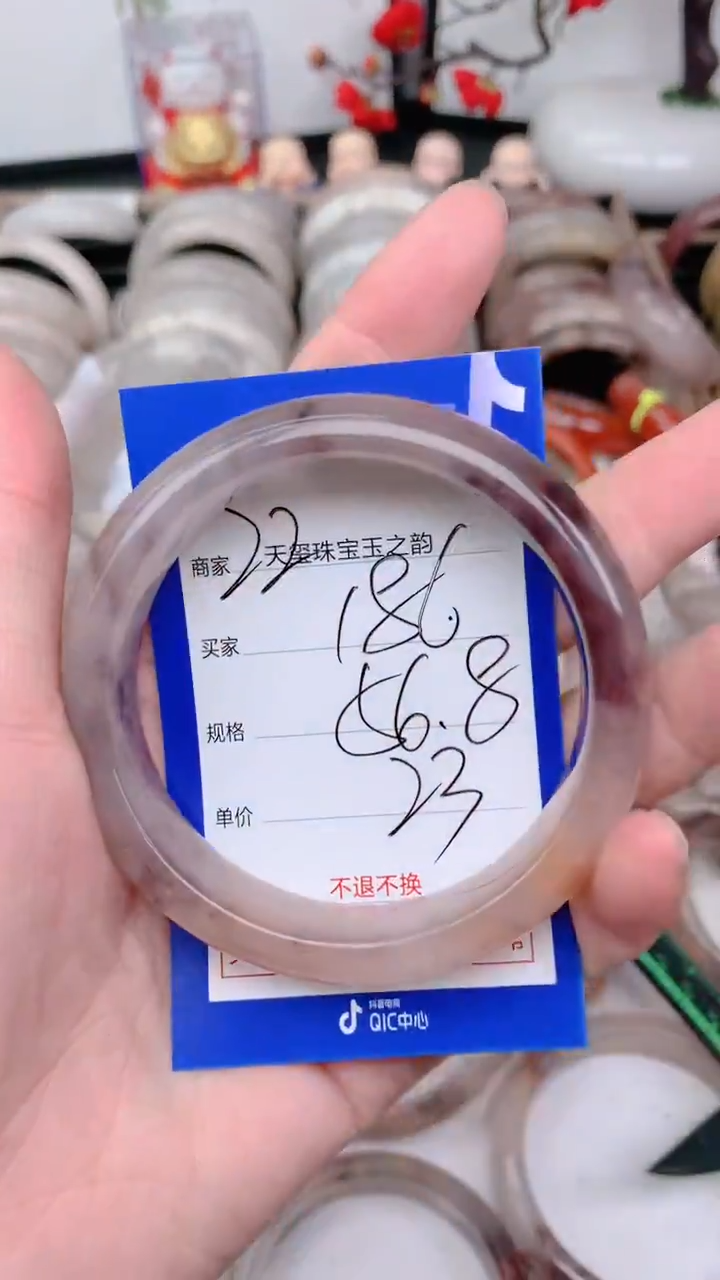 商家 22 天玺珠宝玉之韵
买家 186.
规格 56.8
单价 23
不退不换
抖音电商
QIC中心